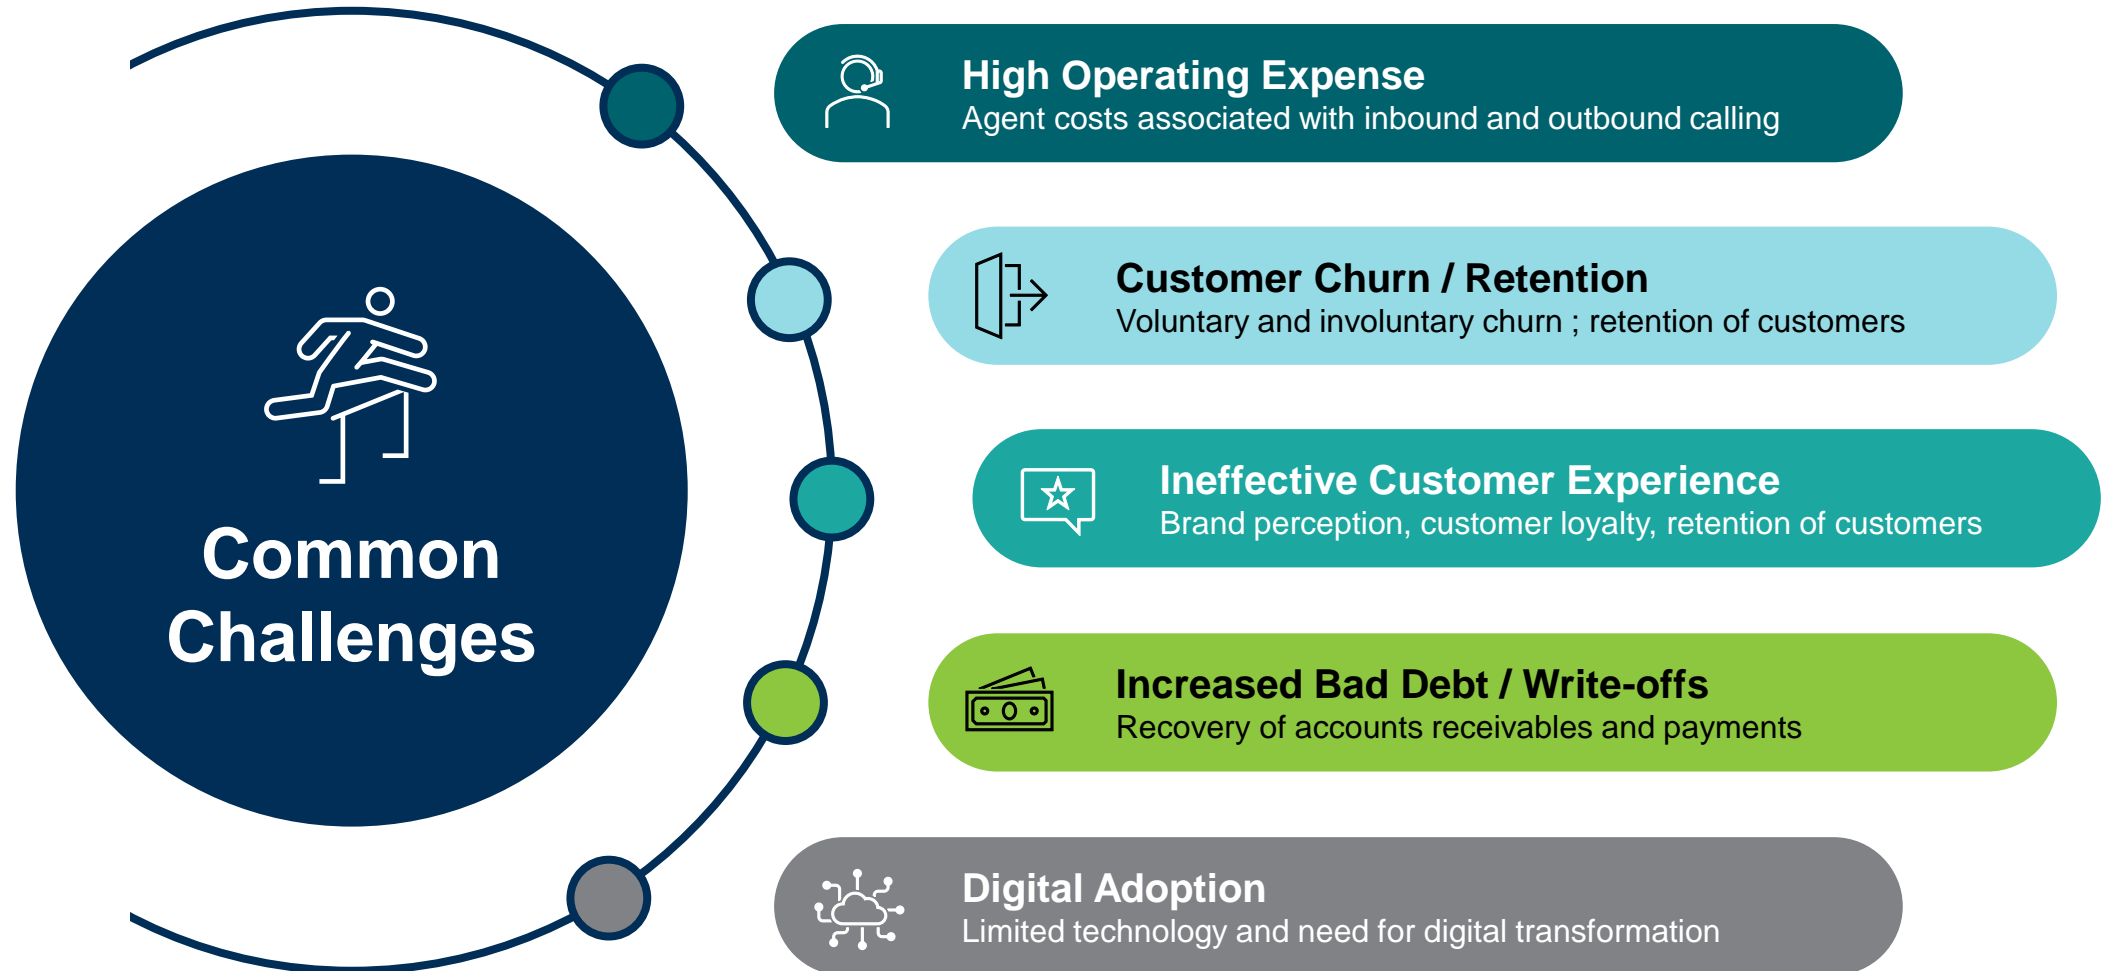 Common
Challenges
High Operating Expense
Agent costs associated with inbound and outbound calling
Customer Churn / Retention
Voluntary and involuntary churn ; retention of customers
Ineffective Customer Experience
Brand perception, customer loyalty, retention of customers
Increased Bad Debt / Write-offs
Recovery of accounts receivables and payments
Digital Adoption
Limited technology and need for digital transformation